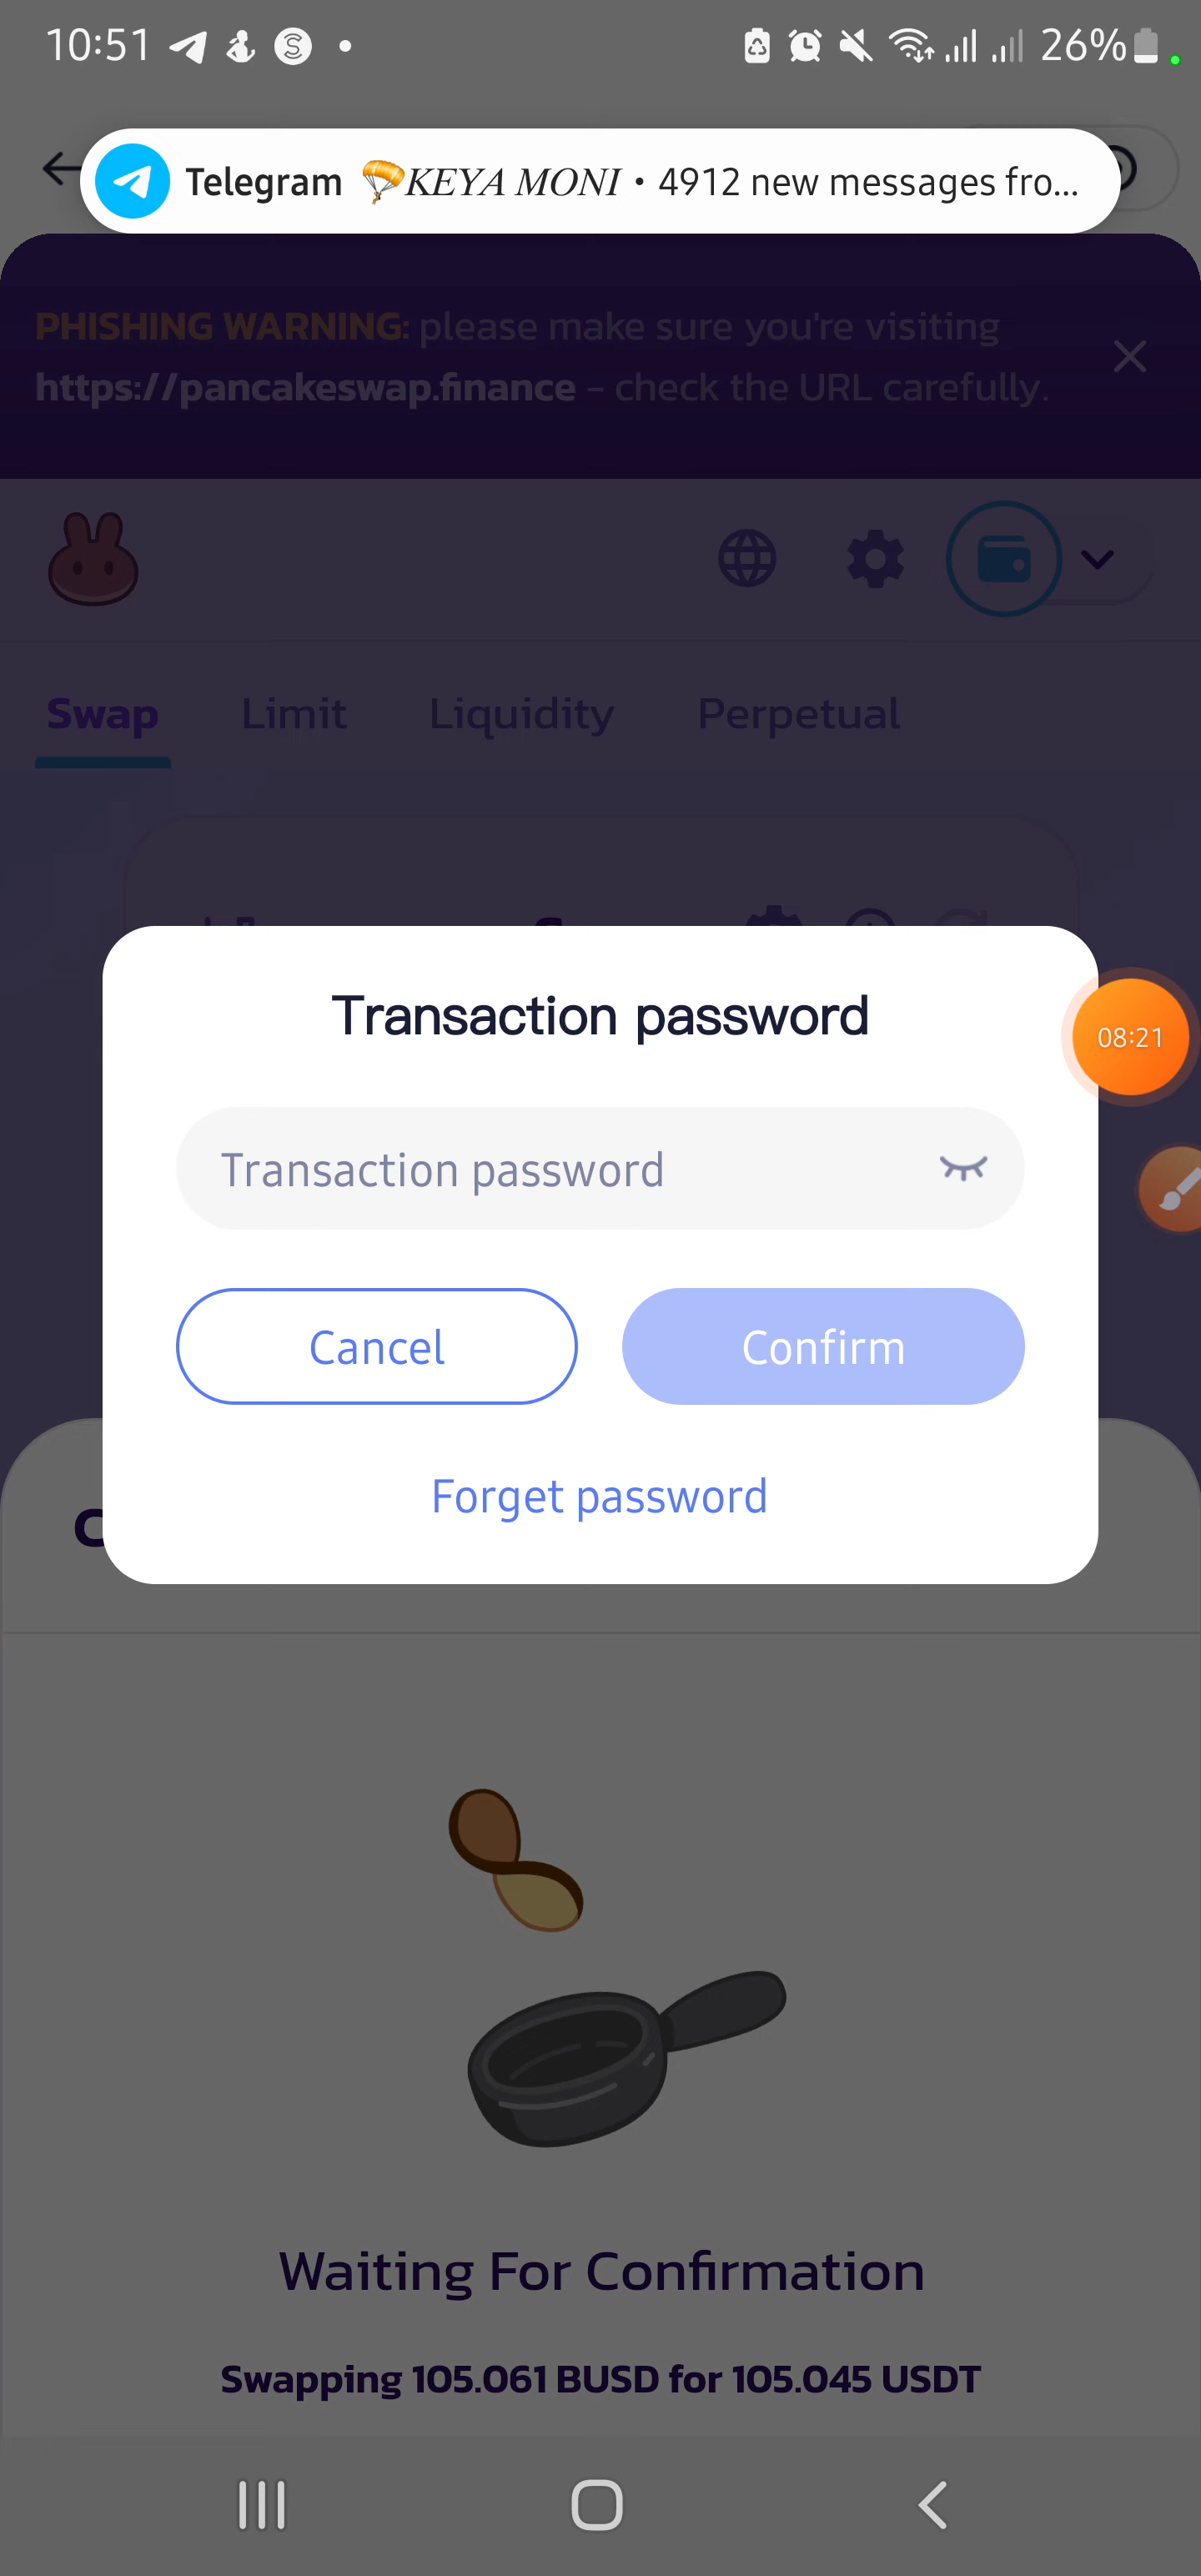 10:51
26%
Telegram KEYA MONI • 4912 new messages fro...
PHISHING WARNING: please make sure you're visiting
https://pancakeswap.finance - check the URL carefully.
Swap Limit Liquidity Perpetual
Transaction password
08:21
Transaction password
Cancel Confirm
Forget password
Waiting For Confirmation
Swapping 105.061 BUSD for 105.045 USDT